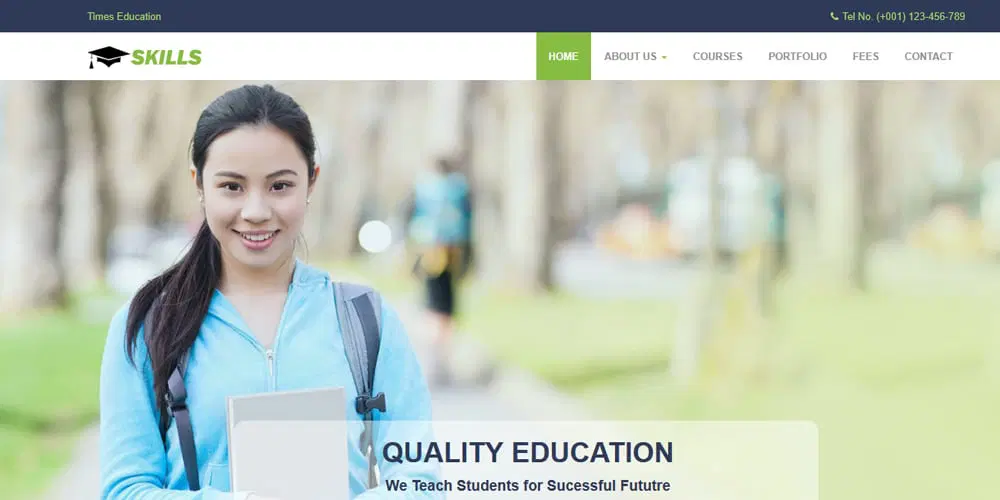 Times Education
Tel No. (+001) 123-456-789
SKILLS
HOME ABOUT US COURSES PORTFOLIO FEES CONTACT
QUALITY EDUCATION
We Teach Students for Sucessful Fututre